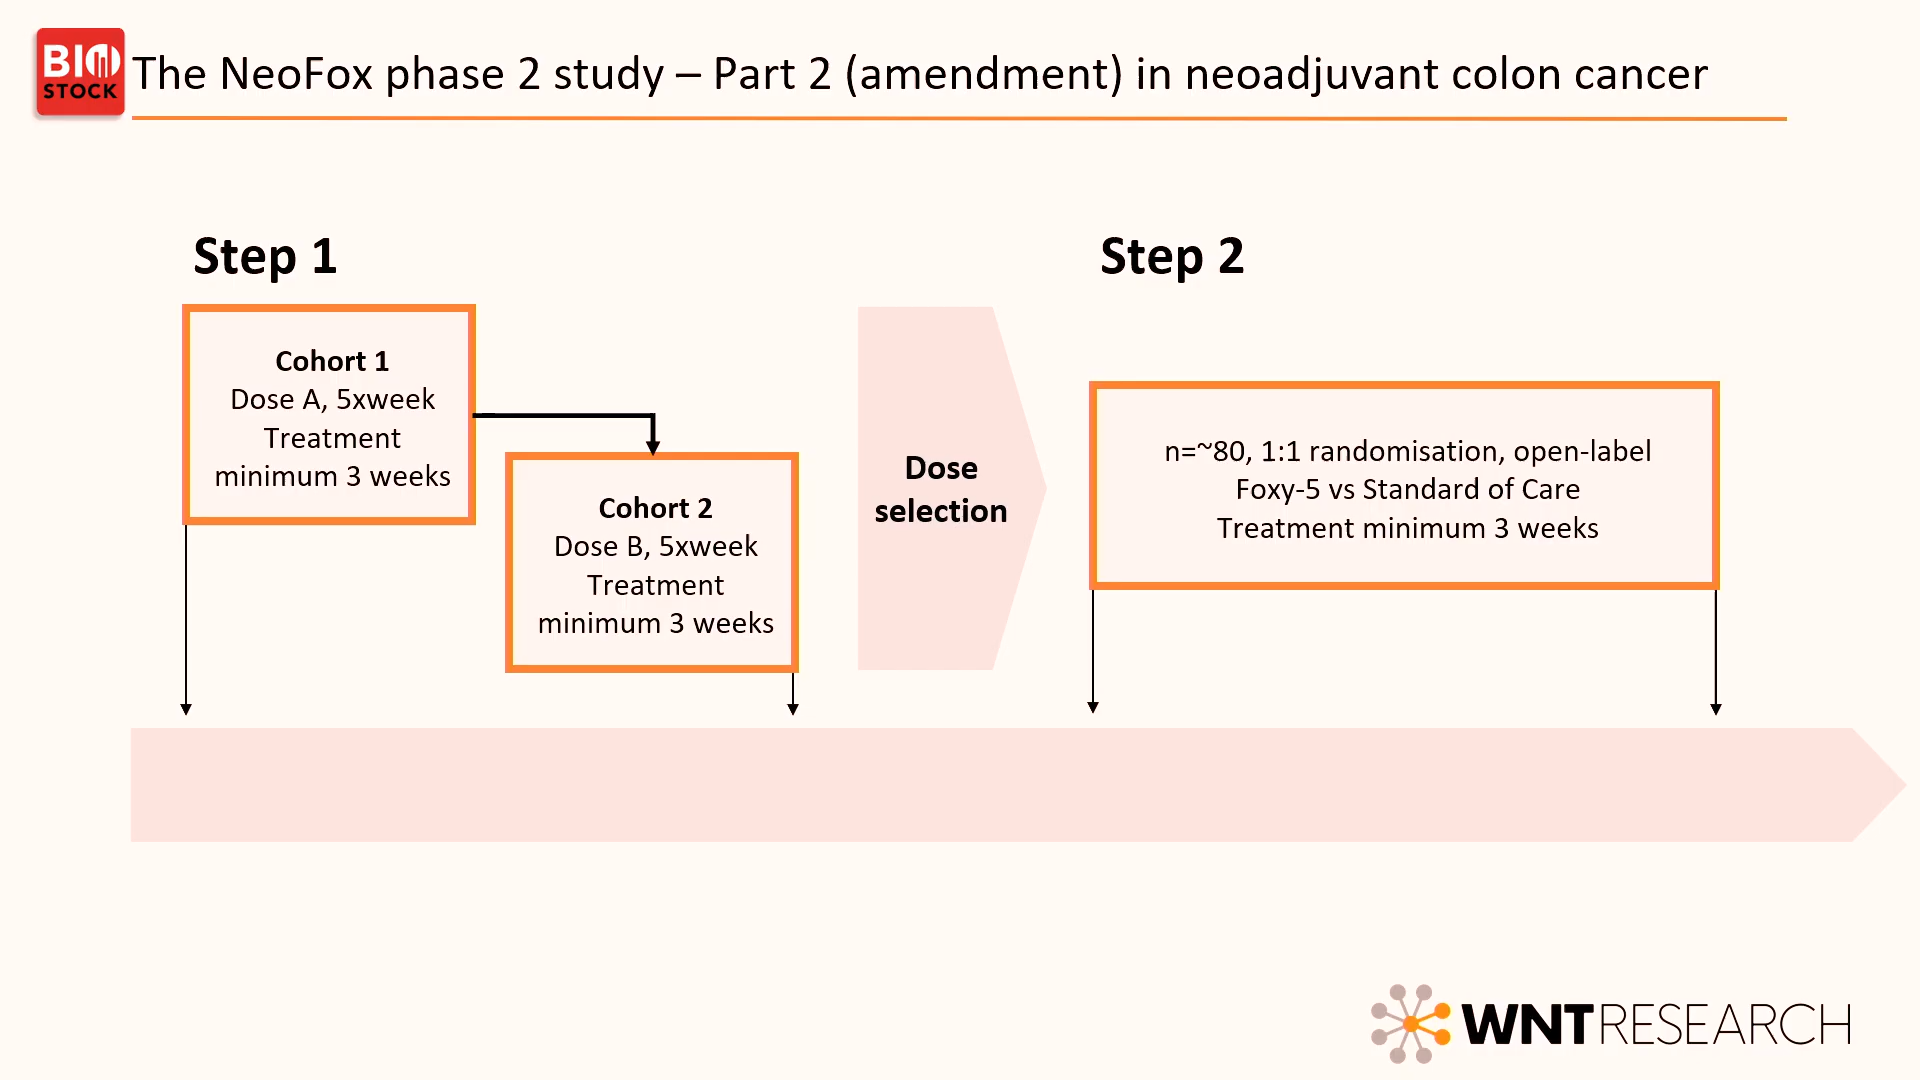 BIO
STOCK
The NeoFox phase 2 study – Part 2 (amendment) in neoadjuvant colon cancer
Step 1
Cohort 1
Dose A, 5xweek
Treatment
minimum 3 weeks
Cohort 2
Dose B, 5xweek
Treatment
minimum 3 weeks
Dose
selection
Step 2
n=~80, 1:1 randomisation, open-label
Foxy-5 vs Standard of Care
Treatment minimum 3 weeks
WNTRESEARCH